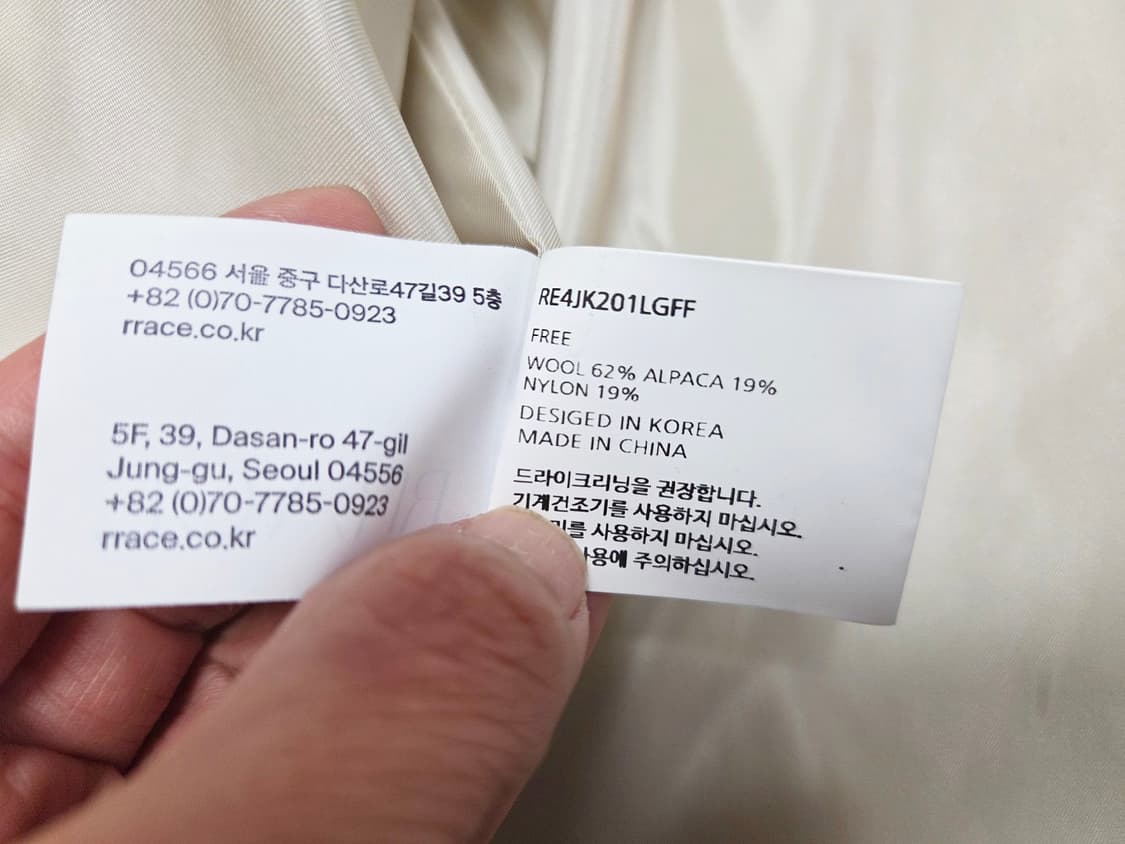 04566 서울 중구 다산로47길39 5층
+82 (0)70-7785-0923
rrace.co.kr
5F, 39, Dasan-ro 47-gil
Jung-gu, Seoul 04556
+82 (0)70-7785-0923
rrace.co.kr
RE4JK201LGFF
FREE
WOOL 62% ALPACA 19%
NYLON 19%
DESIGED IN KOREA
MADE IN CHINA
드라이크리닝을 권장합니다.
기계건조기를 사용하지 마십시오.
사용하지 마십시오.
주의하십시오.